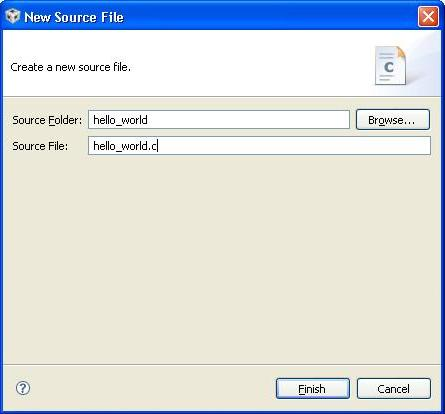 New Source File
Create a new source file.
C
Source Folder: hello_world Browse...
Source File: hello_world.c
? Finish Cancel